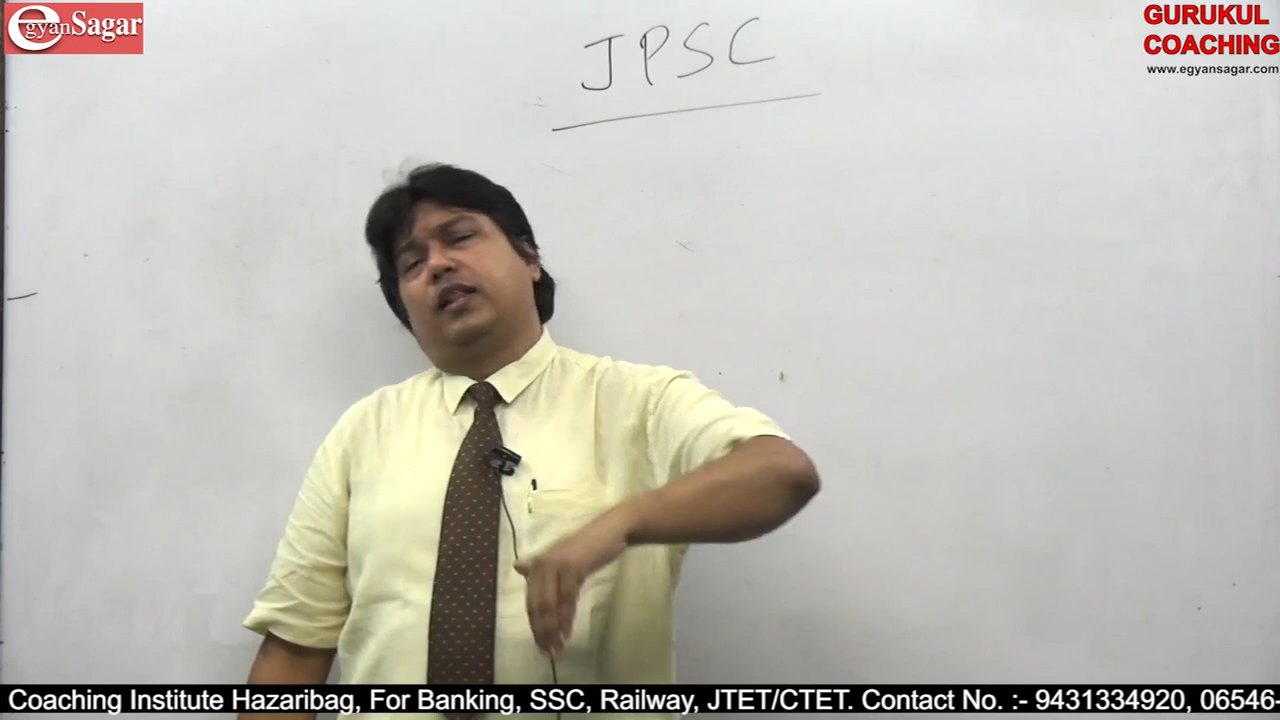 egyanSagar
GURUKUL
COACHING
www.egyansagar.com
JPSC
Coaching Institute Hazaribag, For Banking, SSC, Railway, JTET/CTET. Contact No. :- 9431334920, 06546-